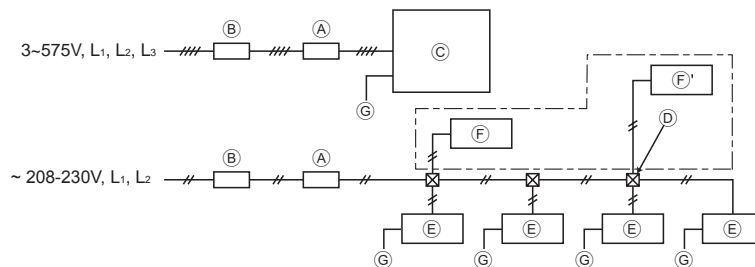 Ⓑ Ⓐ
3~575V, L₁, L₂, L₃ Ⓒ
Ⓖ
Ⓕ'
Ⓓ
Ⓕ
Ⓑ Ⓐ
~ 208-230V, L₁, L₂
Ⓔ Ⓔ Ⓔ Ⓔ
Ⓖ Ⓖ Ⓖ Ⓖ